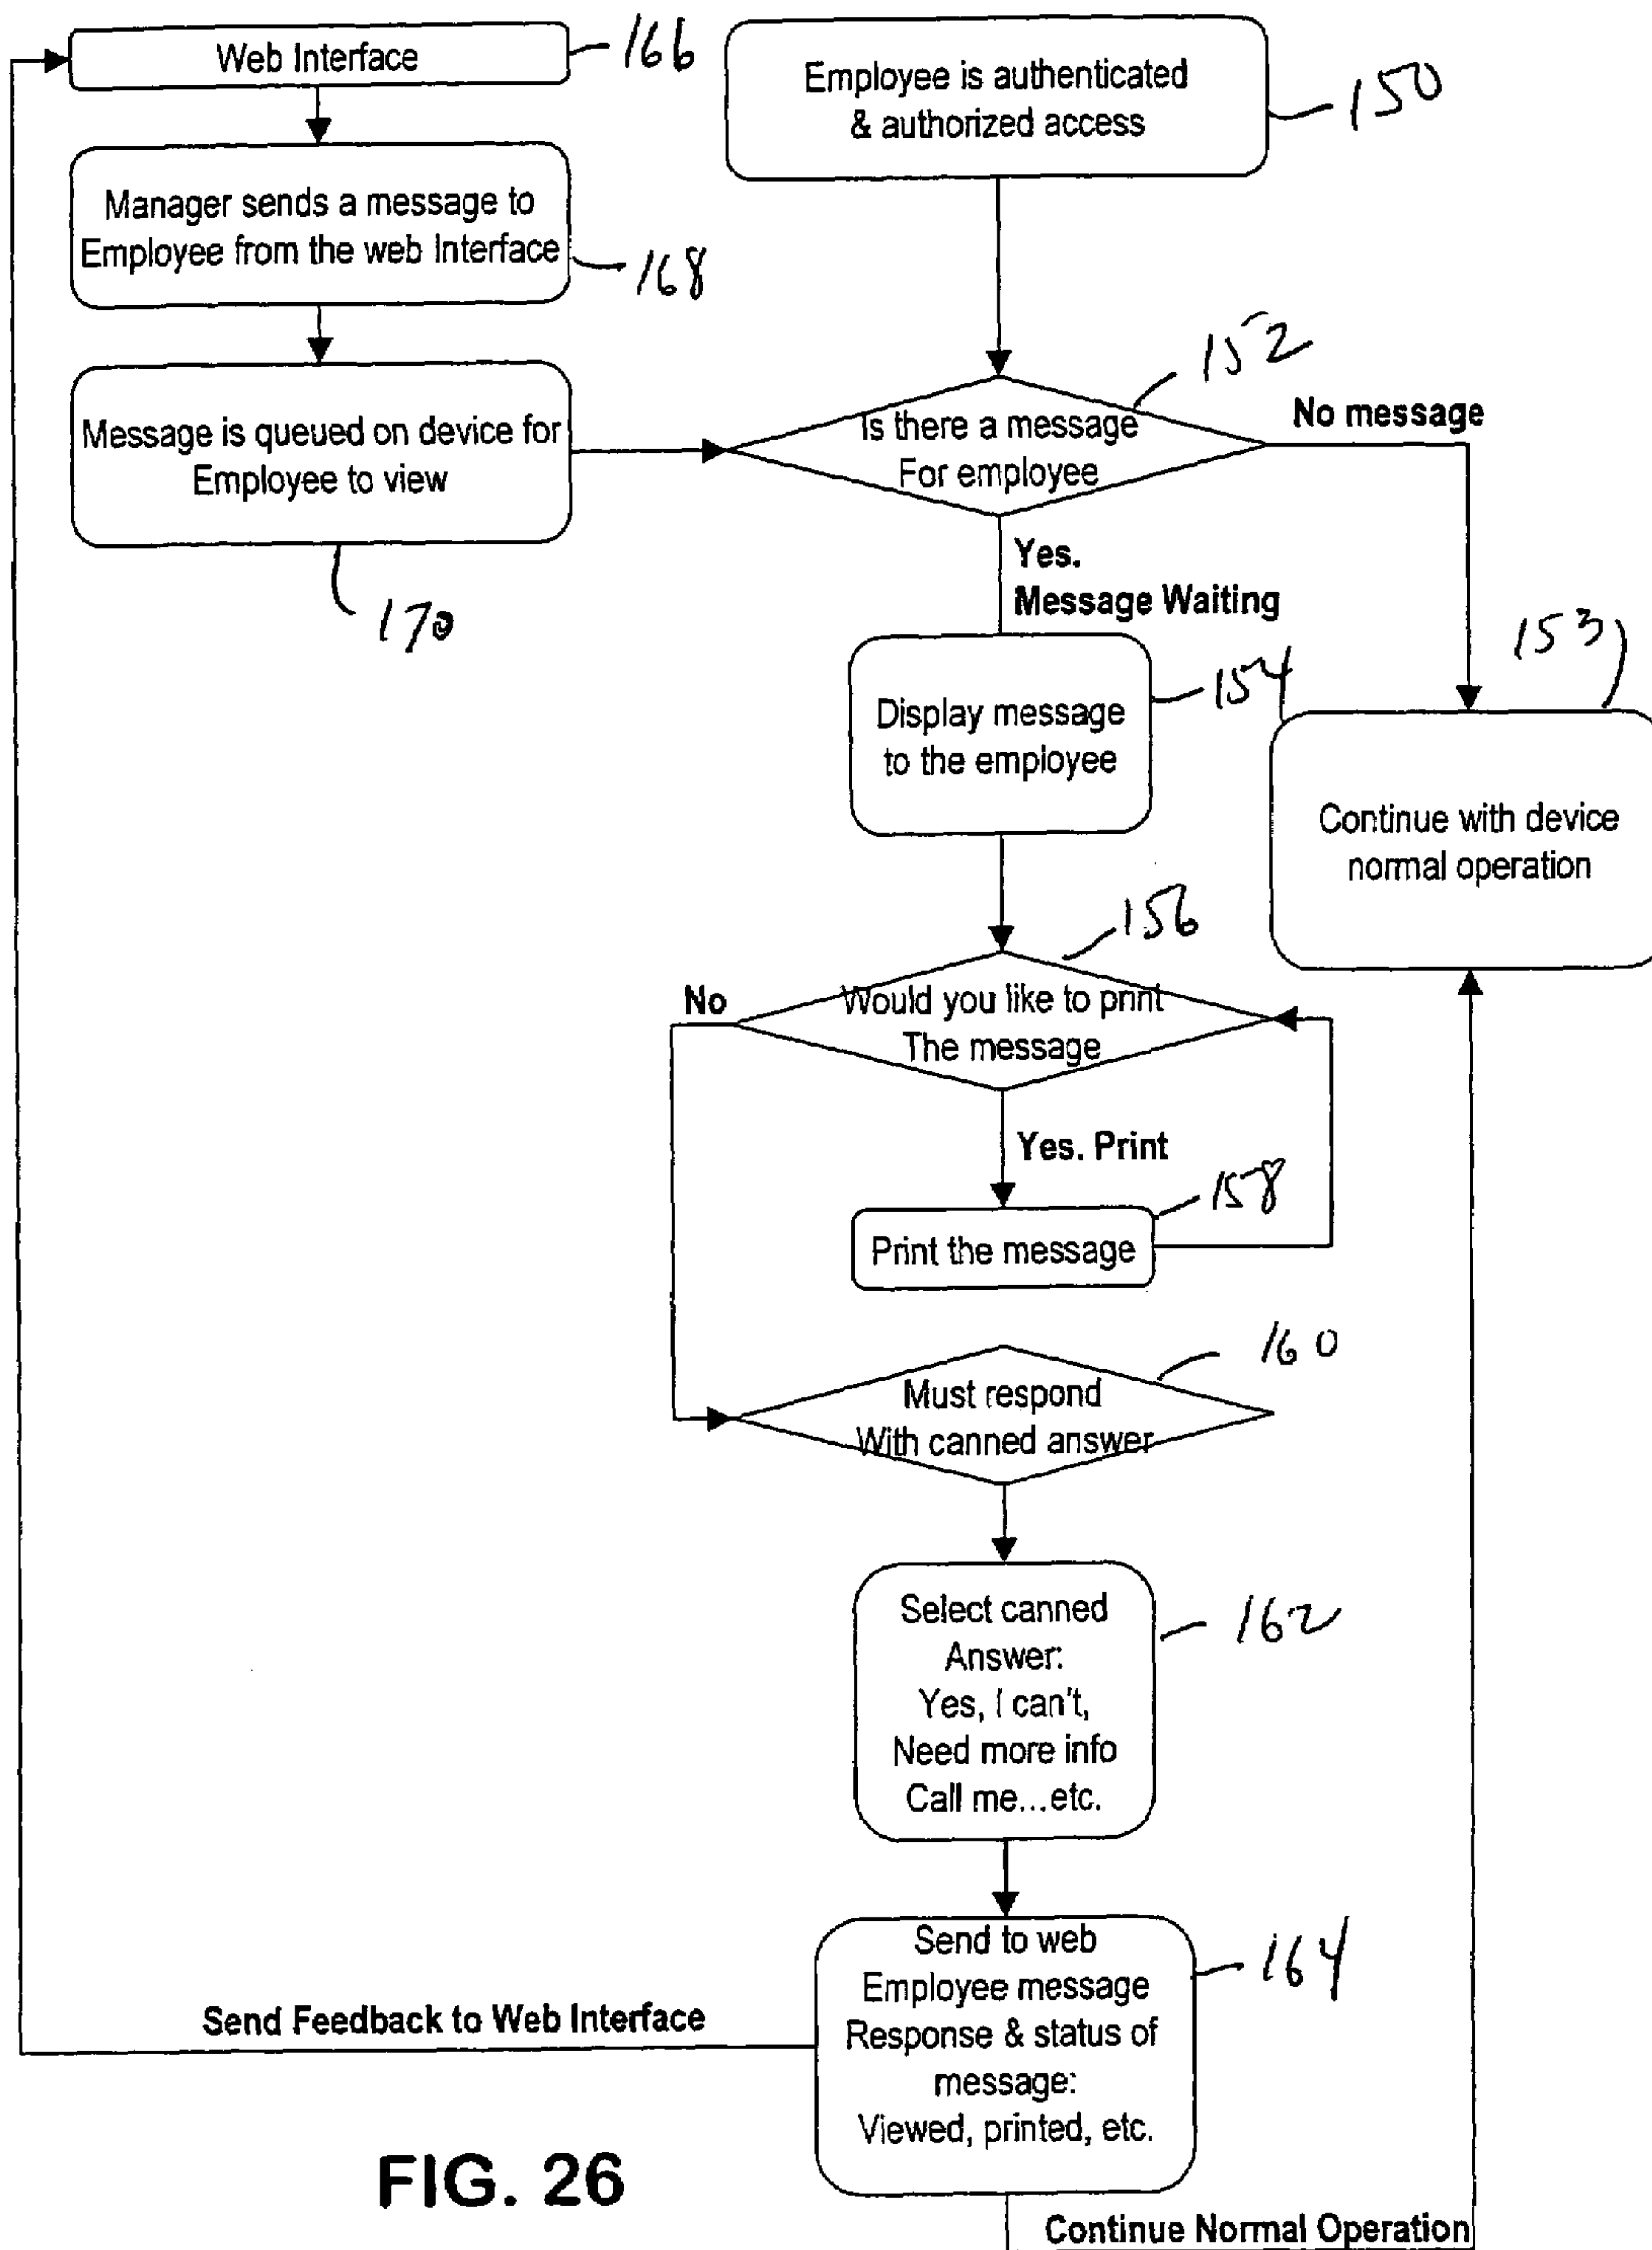 Web Interface
166
Manager sends a message to
Employee from the web Interface
168
Message is queued on device for
Employee to view
170
Employee is authenticated
& authorized access
150
Is there a message
For employee
152
No message
Yes.
Message Waiting
Display message
to the employee
154
153
Continue with device
normal operation
Would you like to print
The message
156
No
Yes. Print
Print the message
158
Must respond
With canned answer
160
Select canned
Answer:
Yes, I can't,
Need more info
Call me...etc.
162
Send to web
Employee message
Response & status of
message:
Viewed, printed, etc.
164
Send Feedback to Web Interface
Continue Normal Operation
FIG. 26